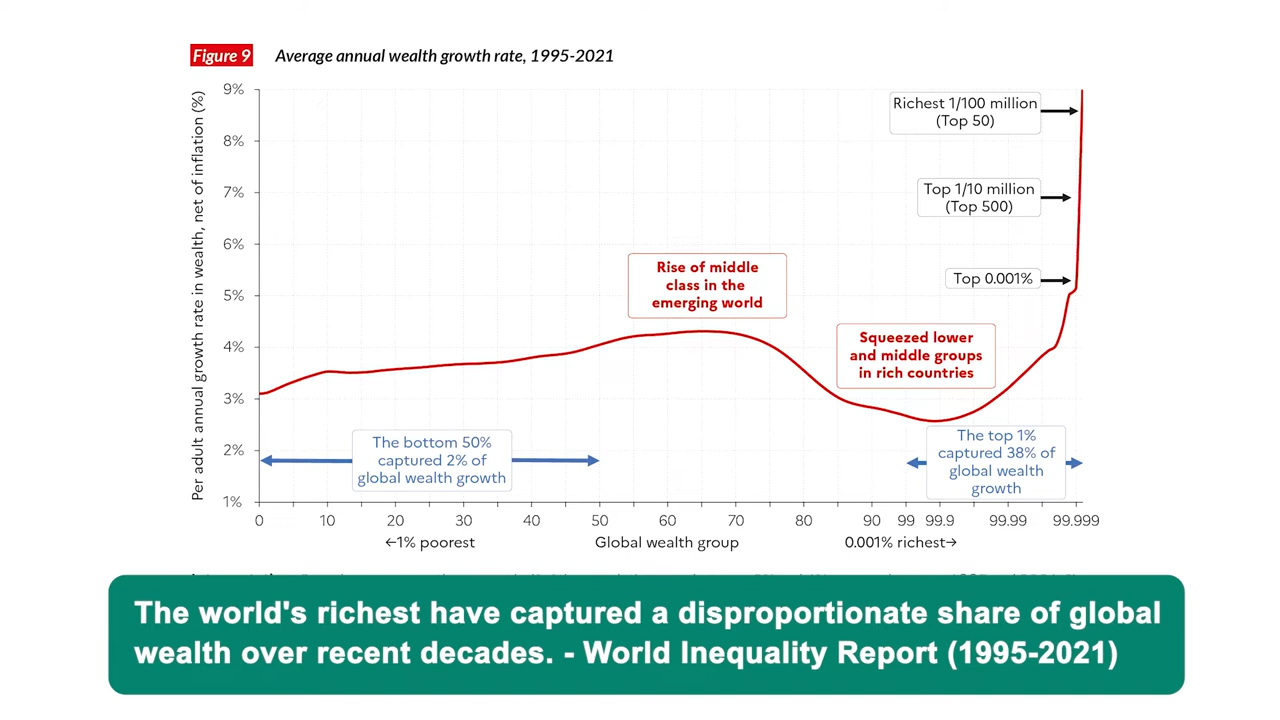 Figure 9 Average annual wealth growth rate, 1995-2021
Per adult annual growth rate in wealth, net of inflation (%)
9%
8%
7%
6%
5%
4%
3%
2%
1%
Richest 1/100 million
(Top 50)
Top 1/10 million
(Top 500)
Top 0.001%
Rise of middle
class in the
emerging world
Squeezed lower
and middle groups
in rich countries
The bottom 50%
captured 2% of
global wealth growth
The top 1%
captured 38% of
global wealth
growth
0 10 20 30 40 50 60 70 80 90 99 99.9 99.99 99.999
←1% poorest Global wealth group 0.001% richest→
The world's richest have captured a disproportionate share of global
wealth over recent decades. - World Inequality Report (1995-2021)